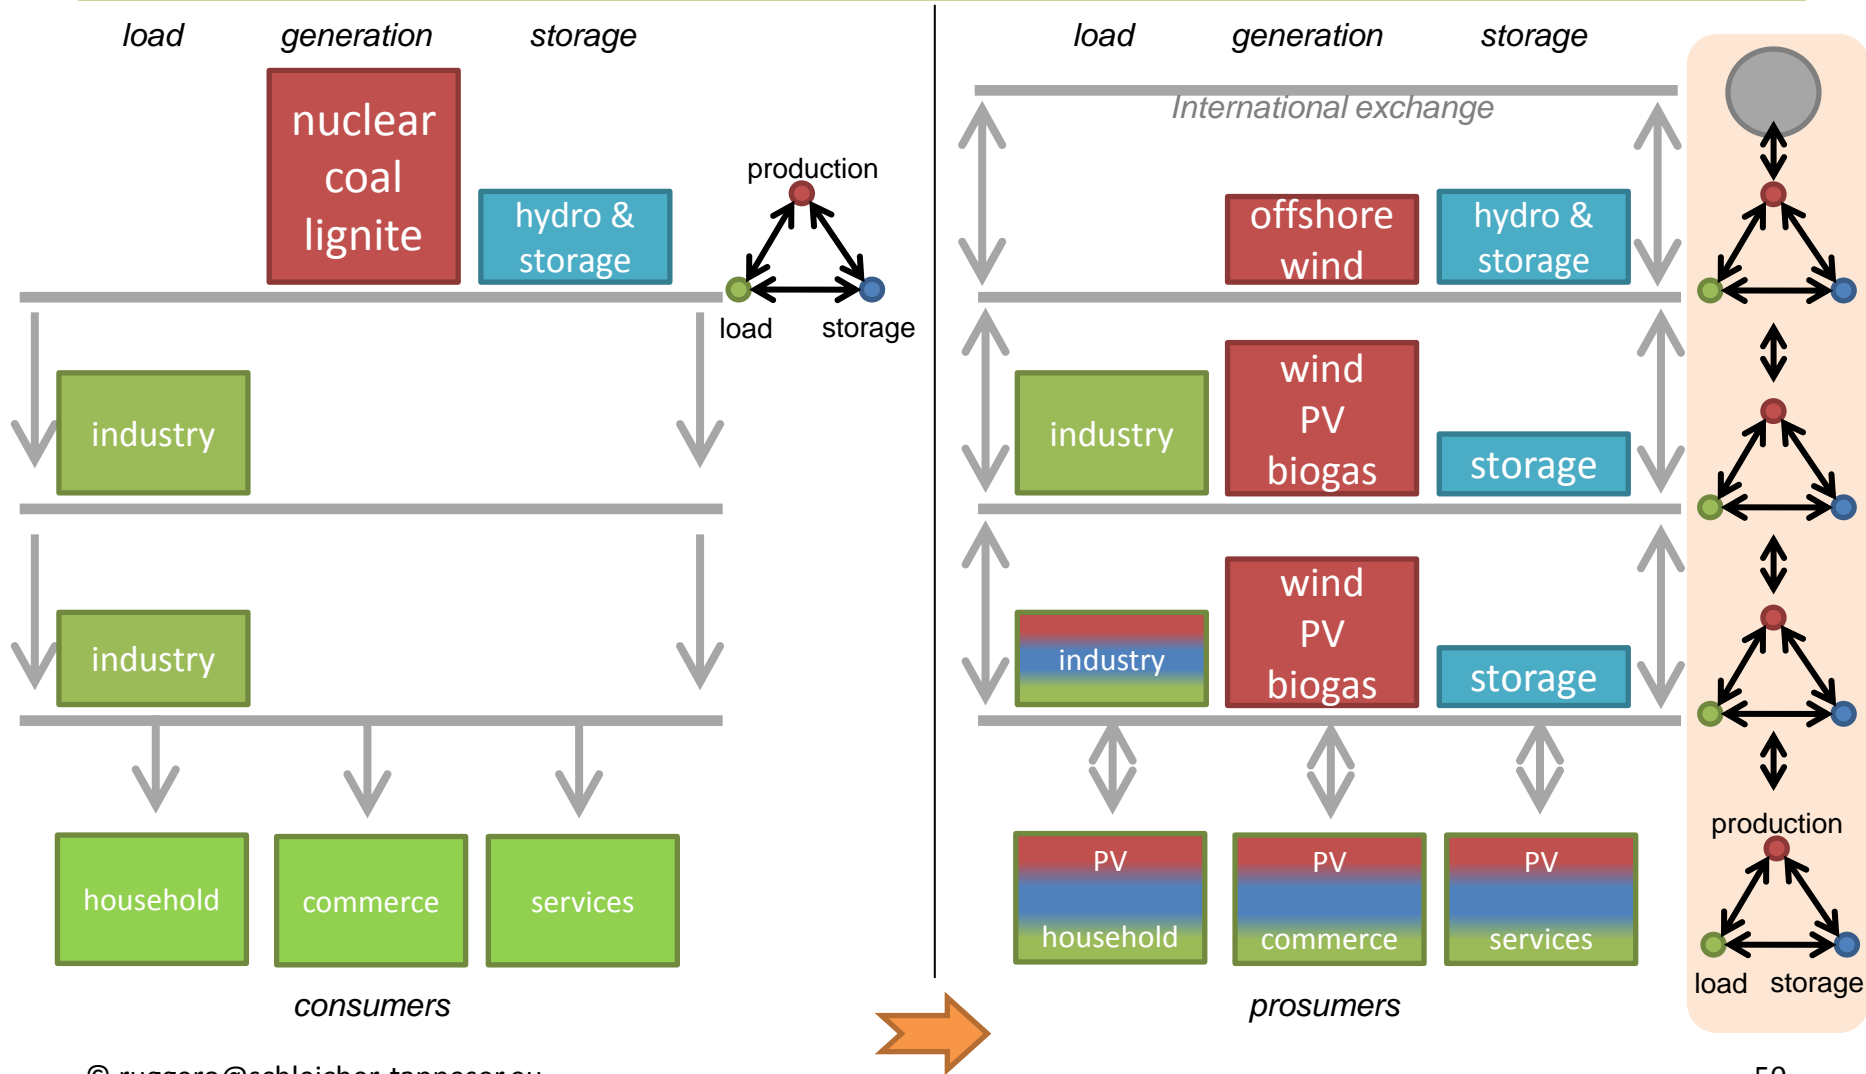 load generation storage
nuclear
coal
lignite
hydro &
storage
production
load storage
industry
industry
household
commerce
services
consumers
load generation storage
International exchange
offshore
wind
hydro &
storage
industry
wind
PV
biogas
storage
industry
wind
PV
biogas
storage
PV
household
PV
commerce
PV
services
prosumers
production
load storage